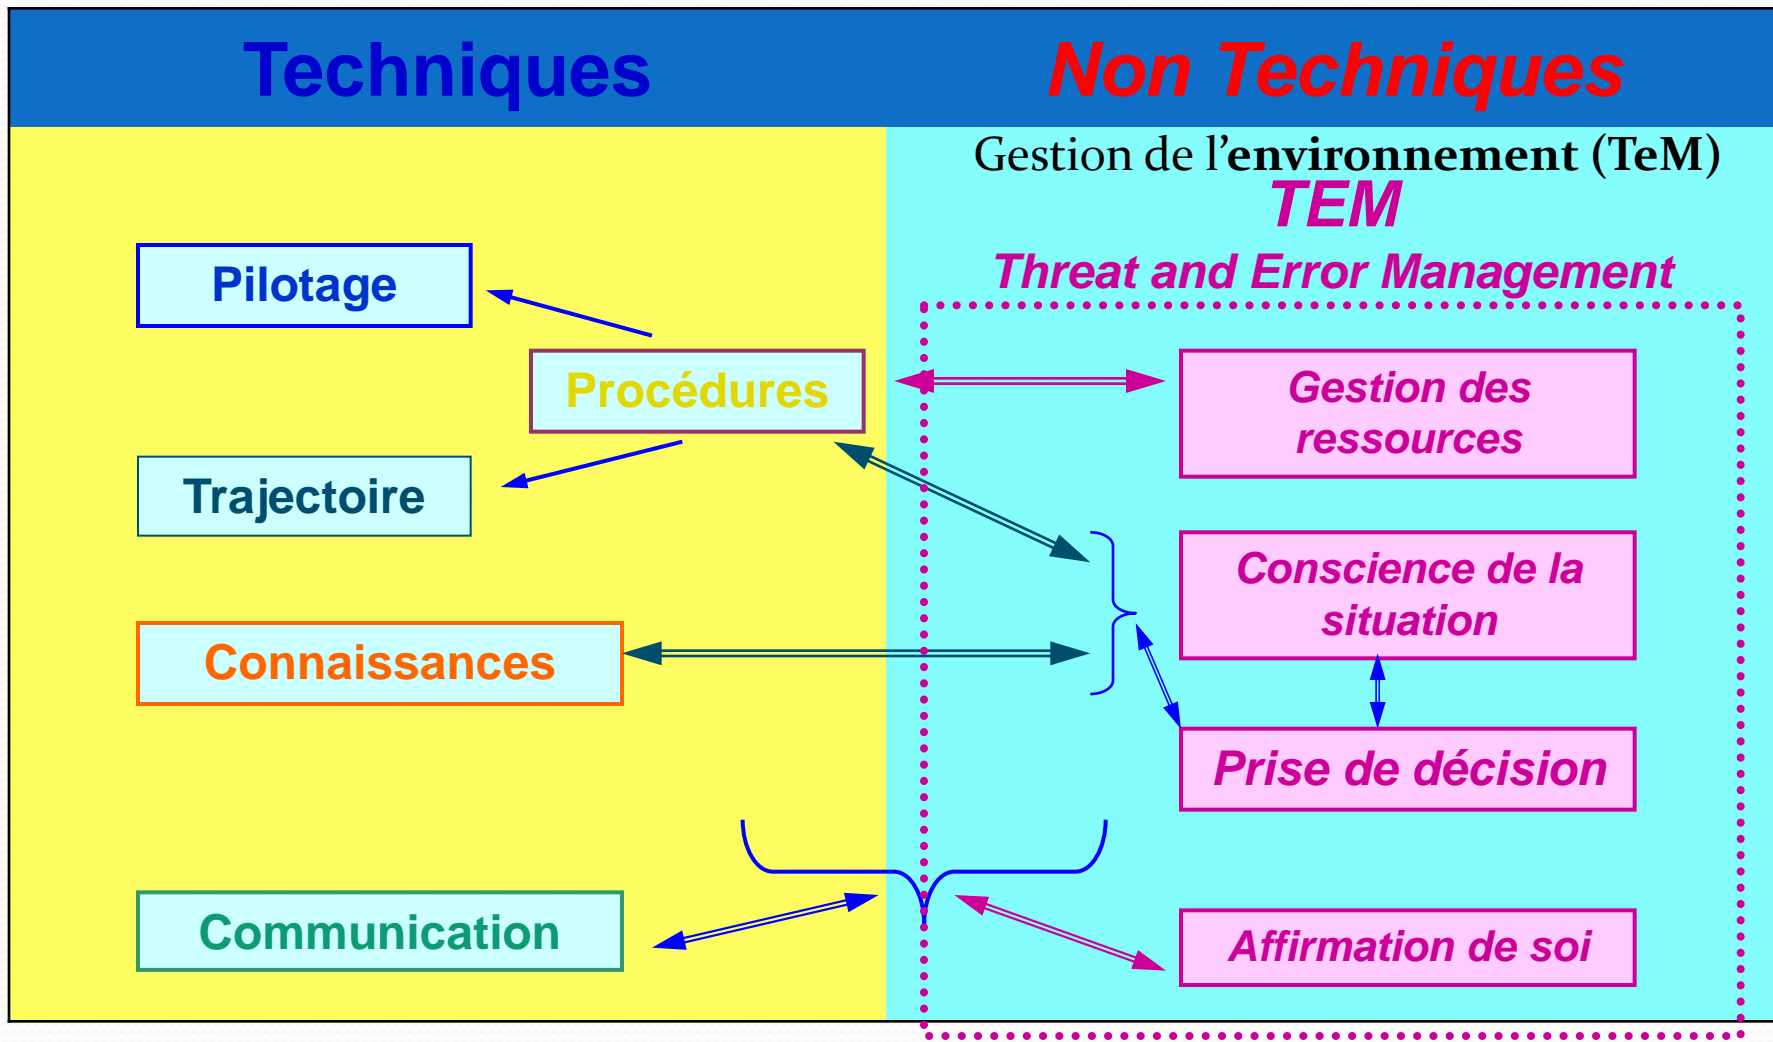 Techniques
Non Techniques
Gestion de l'environnement (TeM)
TEM
Threat and Error Management
Pilotage
Procédures
Gestion des
ressources
Trajectoire
Conscience de la
situation
Connaissances
Prise de décision
Communication
Affirmation de soi